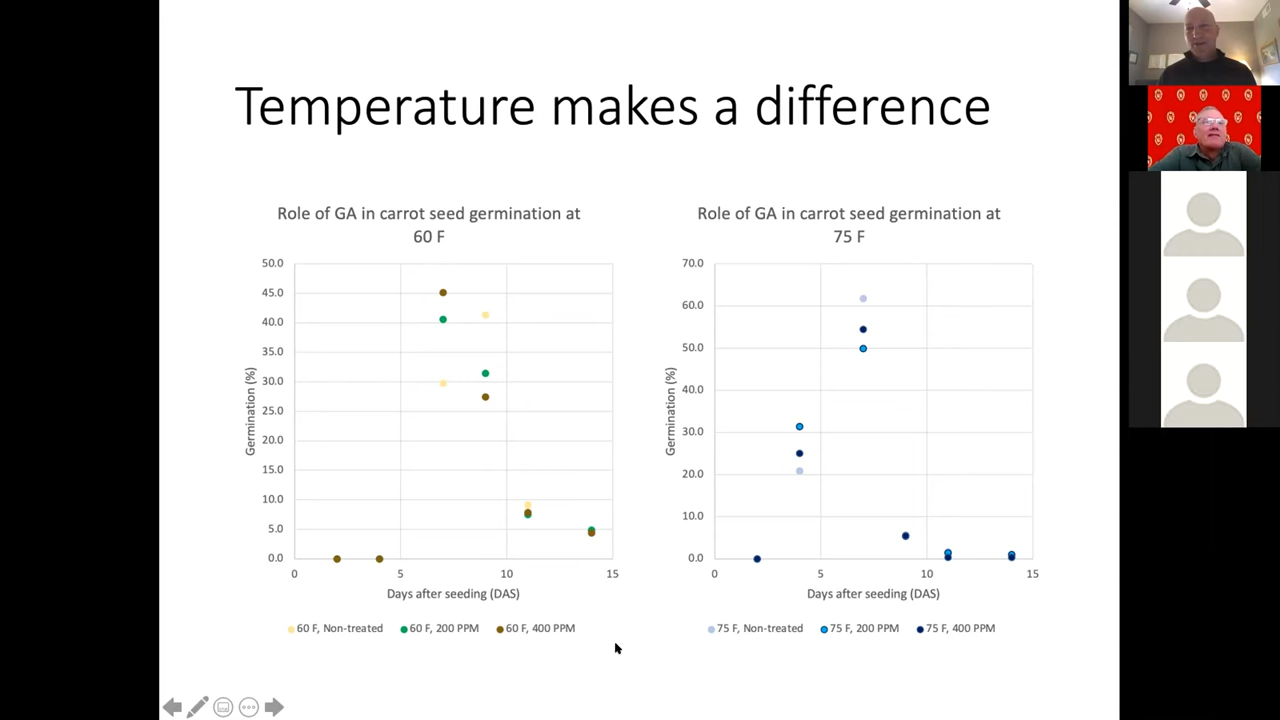 Temperature makes a difference
Role of GA in carrot seed germination at
60 F
50.0
45.0
40.0
35.0
30.0
25.0
20.0
15.0
10.0
5.0
0.0
Germination (%)
0 5 10 15
Days after seeding (DAS)
60 F, Non-treated 60 F, 200 PPM 60 F, 400 PPM
Role of GA in carrot seed germination at
75 F
70.0
60.0
50.0
40.0
30.0
20.0
10.0
0.0
Germination (%)
0 5 10 15
Days after seeding (DAS)
75 F, Non-treated 75 F, 200 PPM 75 F, 400 PPM